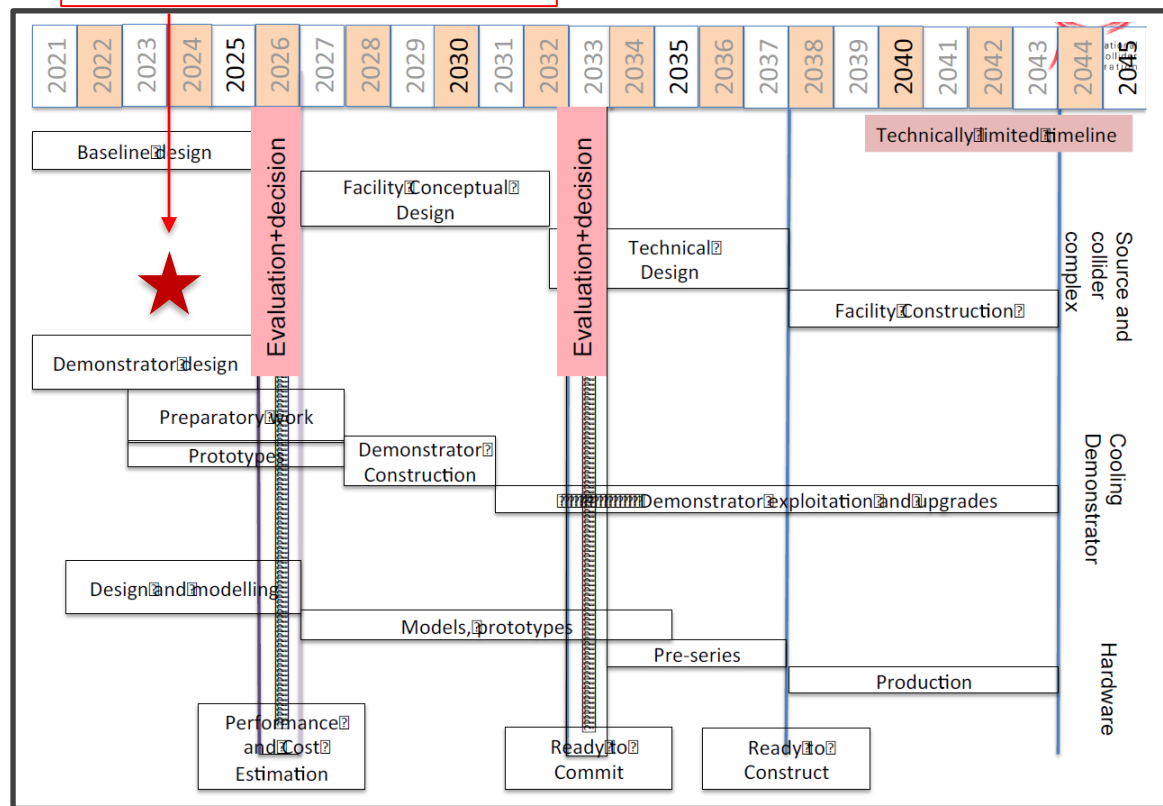 2021 2022 2023 2024 2025 2026 2027 2028 2029 2030 2031 2032 2033 2034 2035 2036 2037 2038 2039 2040 2041 2042 2043 2044 2045
Technically limited timeline
Baseline design
Evaluation+decision
Facility Conceptual
Design
Evaluation+decision
Technical
Design
Facility Construction
Source and
collider
complex
Demonstrator design
Preparatory work
Prototypes
Demonstrator
Construction
Demonstrator exploitation and upgrades
Cooling
Demonstrator
Design and modelling
Models, prototypes
Pre-series
Production
Hardware
Performance
and Cost
Estimation
Ready to
Commit
Ready to
Construct